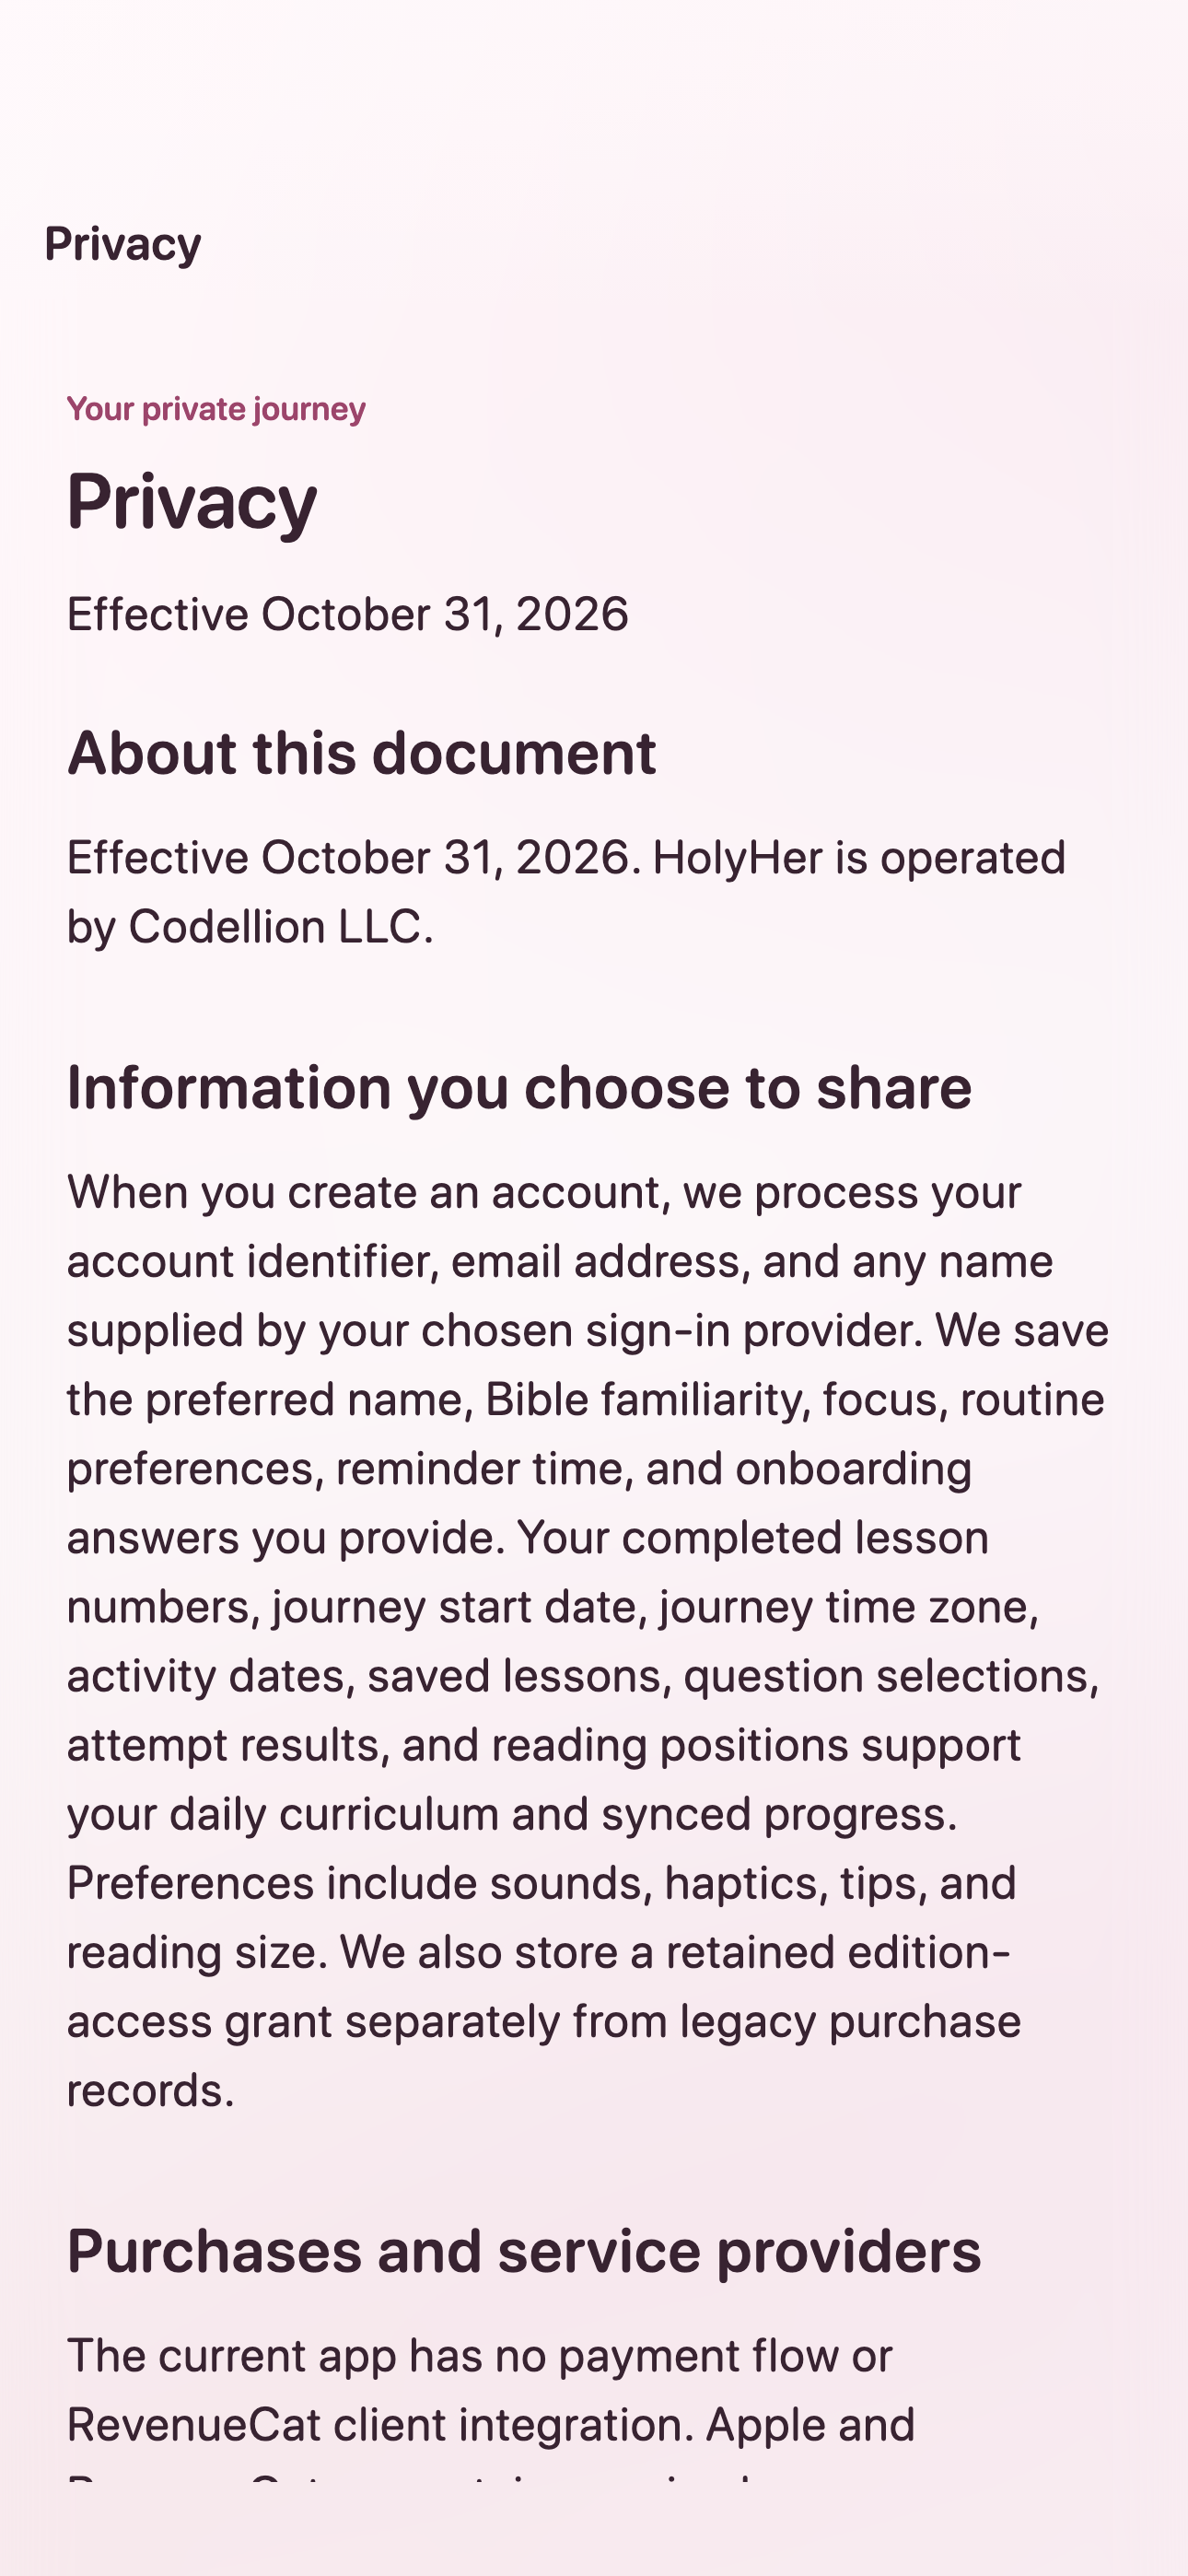 Privacy
Your private journey
Privacy
Effective October 31, 2026
About this document
Effective October 31, 2026. HolyHer is operated
by Codellion LLC.
Information you choose to share
When you create an account, we process your
account identifier, email address, and any name
supplied by your chosen sign-in provider. We save
the preferred name, Bible familiarity, focus, routine
preferences, reminder time, and onboarding
answers you provide. Your completed lesson
numbers, journey start date, journey time zone,
activity dates, saved lessons, question selections,
attempt results, and reading positions support
your daily curriculum and synced progress.
Preferences include sounds, haptics, tips, and
reading size. We also store a retained edition-
access grant separately from legacy purchase
records.
Purchases and service providers
The current app has no payment flow or
RevenueCat client integration. Apple and